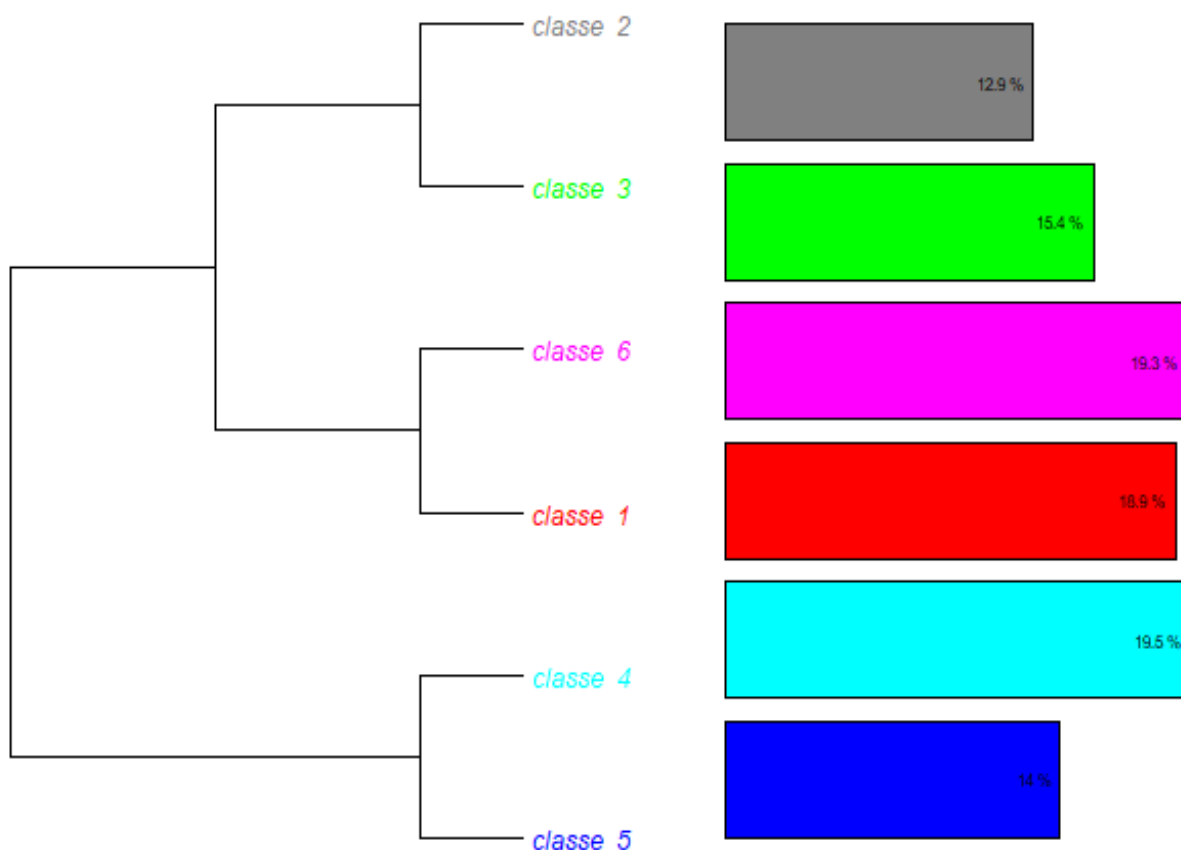 classe 2
12.9 %
classe 3
15.4 %
classe 6
19.3 %
classe 1
18.9 %
classe 4
19.5 %
classe 5
14 %